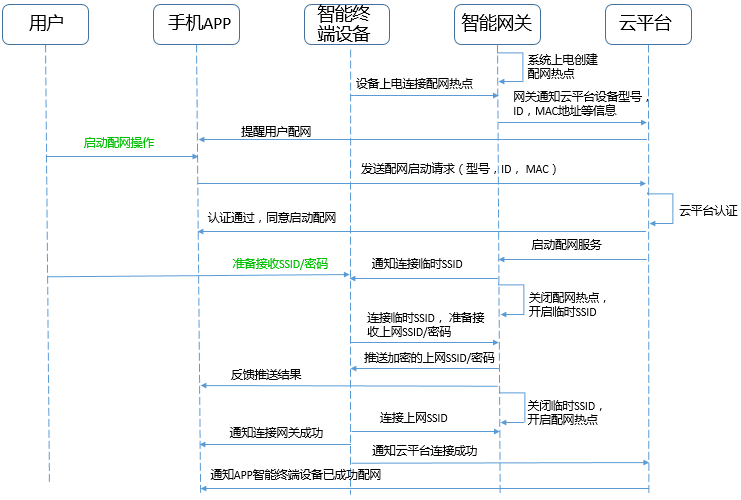 用户
手机APP
智能终
端设备
智能网关
云平台
系统上电创建
配网热点
设备上电连接配网热点
网关通知云平台设备型号，
ID，MAC地址等信息
提醒用户配网
启动配网操作
发送配网启动请求（型号，ID， MAC）
云平台认证
认证通过，同意启动配网
启动配网服务
准备接收SSID/密码
通知连接临时SSID
关闭配网热点，
开启临时SSID
连接临时SSID， 准备接
收上网SSID/密码
推送加密的上网SSID/密码
反馈推送结果
关闭临时SSID，
开启配网热点
连接上网SSID
通知连接网关成功
通知云平台连接成功
通知APP智能终端设备已成功配网